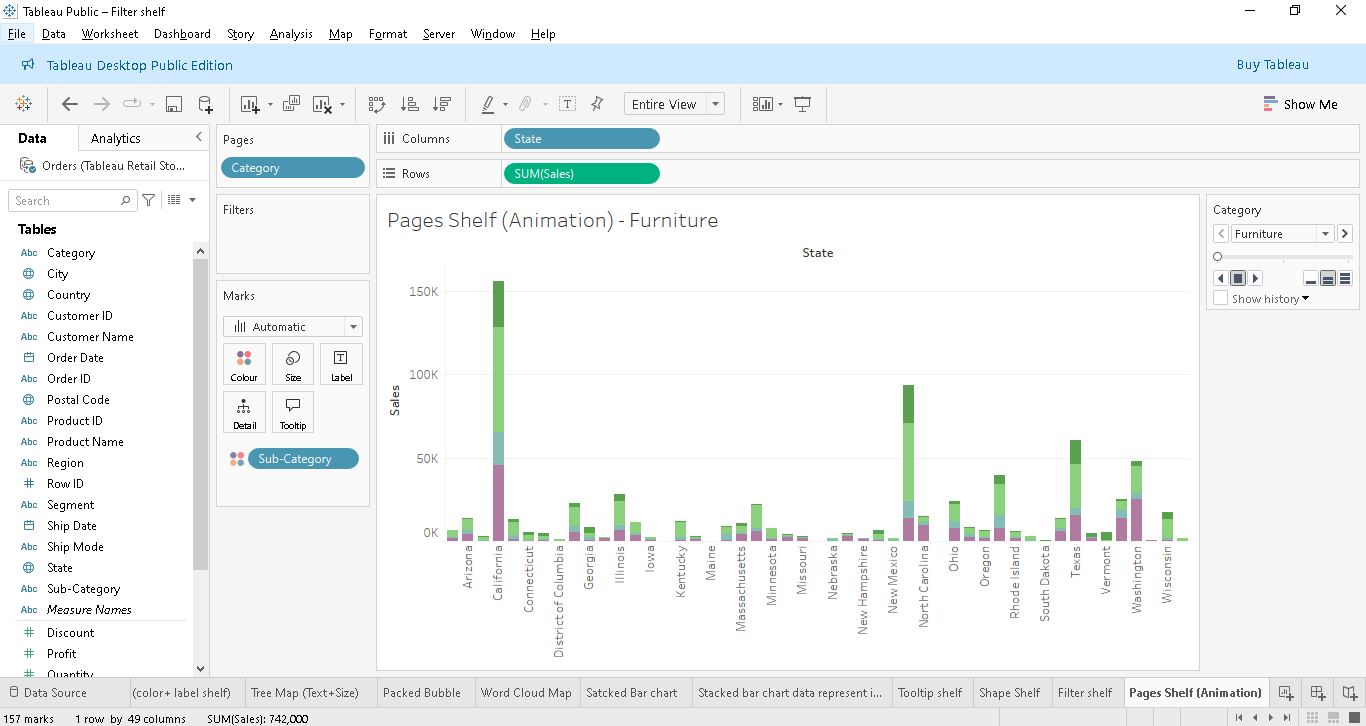 Tableau Public – Filter shelf
File Data Worksheet Dashboard Story Analysis Map Format Server Window Help
Tableau Desktop Public Edition
Buy Tableau
Entire View
Show Me
Data
Analytics
Orders (Tableau Retail Sto...
Search
Tables
Abc Category
City
Country
Abc Customer ID
Abc Customer Name
Order Date
Abc Order ID
Postal Code
Abc Product ID
Abc Product Name
Abc Region
Row ID
Abc Segment
Ship Date
Abc Ship Mode
State
Abc Sub-Category
Abc Measure Names
Discount
Profit
Quantity
Pages
Category
Filters
Marks
Automatic
Colour Size Label
Detail Tooltip
Sub-Category
Columns
State
Rows
SUM(Sales)
Pages Shelf (Animation) - Furniture
State
Sales
150K
100K
50K
0K
Arizona
California
Connecticut
District of Columbia
Georgia
Illinois
Iowa
Kentucky
Maine
Massachusetts
Minnesota
Missouri
Nebraska
New Hampshire
New Mexico
North Carolina
Ohio
Oregon
Rhode Island
South Dakota
Texas
Vermont
Washington
Wisconsin
Category
Furniture
Show history
Data Source
(color+ label shelf)
Tree Map (Text+Size)
Packed Bubble
Word Cloud Map
Satcked Bar chart
Stacked bar chart data represent i...
Tooltip shelf
Shape Shelf
Filter shelf
Pages Shelf (Animation)
157 marks 1 row by 49 columns SUM(Sales): 742,000